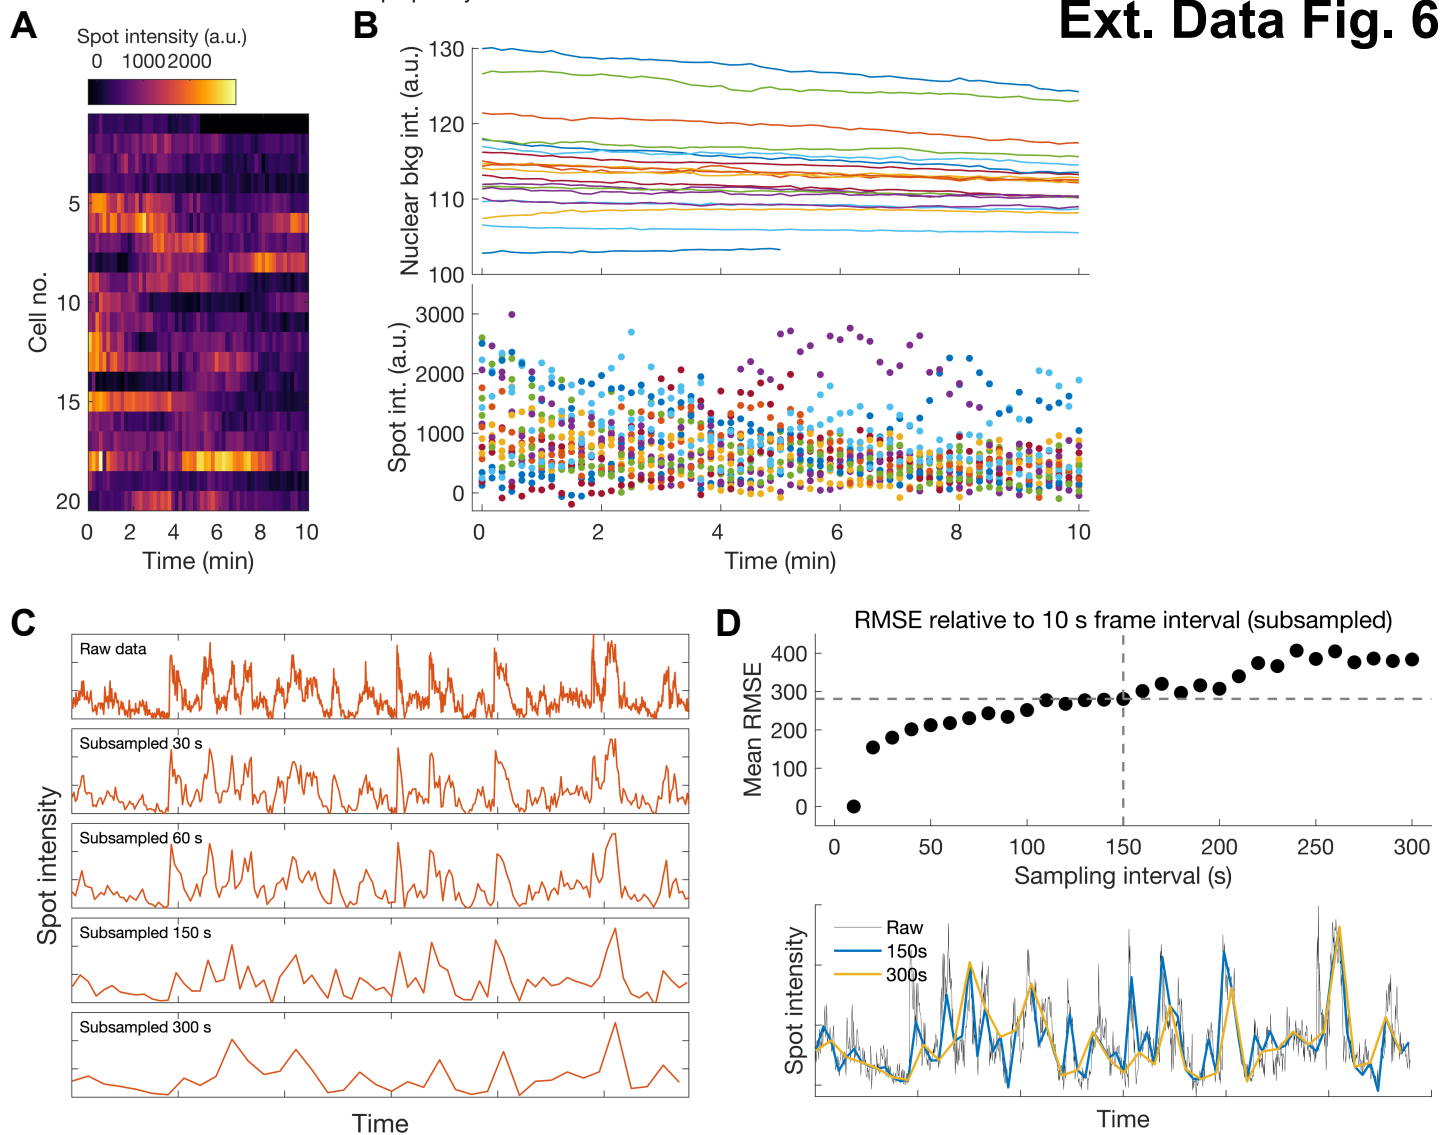 Ext. Data Fig. 6
A
Spot intensity (a.u.)
0 1000 2000
5
10
15
20
Cell no.
0 2 4 6 8 10
Time (min)
B
130
120
110
100
Nuclear bkg int. (a.u.)
3000
2000
1000
0
Spot int. (a.u.)
0 2 4 6 8 10
Time (min)
C
Raw data
Subsampled 30 s
Subsampled 60 s
Subsampled 150 s
Subsampled 300 s
Spot intensity
Time
D
RMSE relative to 10 s frame interval (subsampled)
400
300
200
100
0
Mean RMSE
0 50 100 150 200 250 300
Sampling interval (s)
Raw
150s
300s
Spot intensity
Time